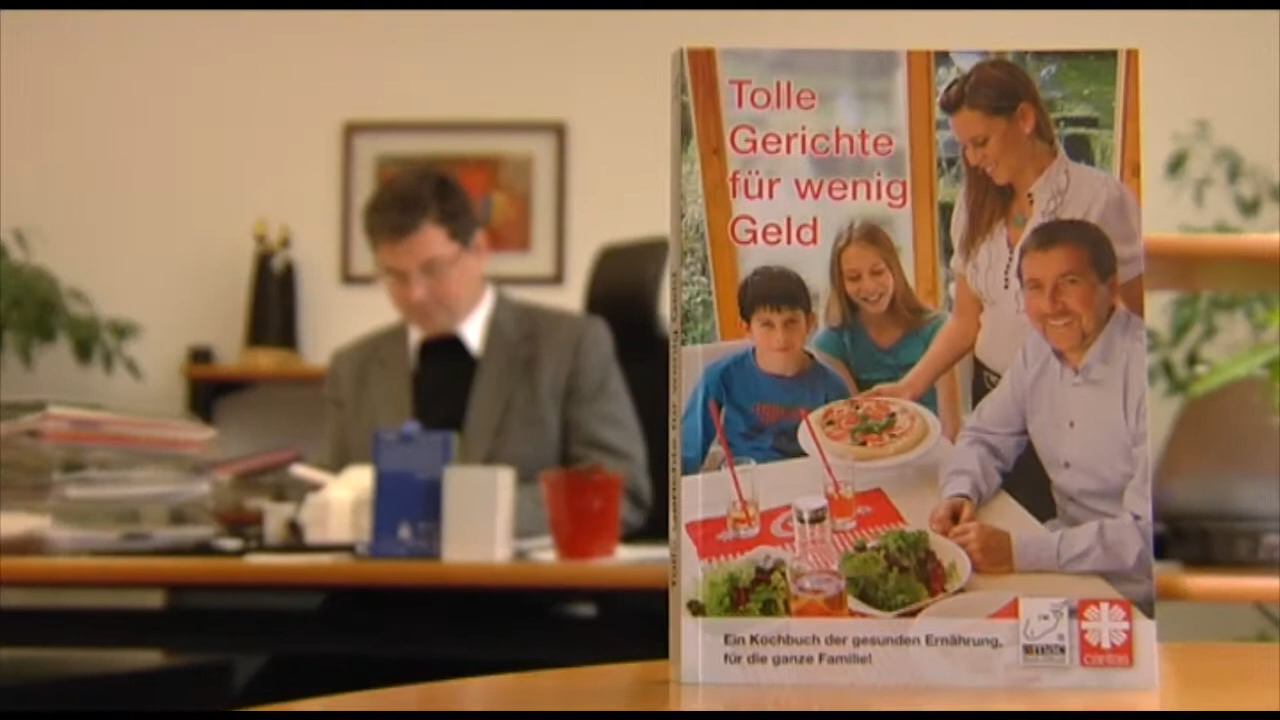 Tolle
Gerichte
für wenig
Geld
Ein Kochbuch der gesunden Ernährung,
für die ganze Familie!
caritas